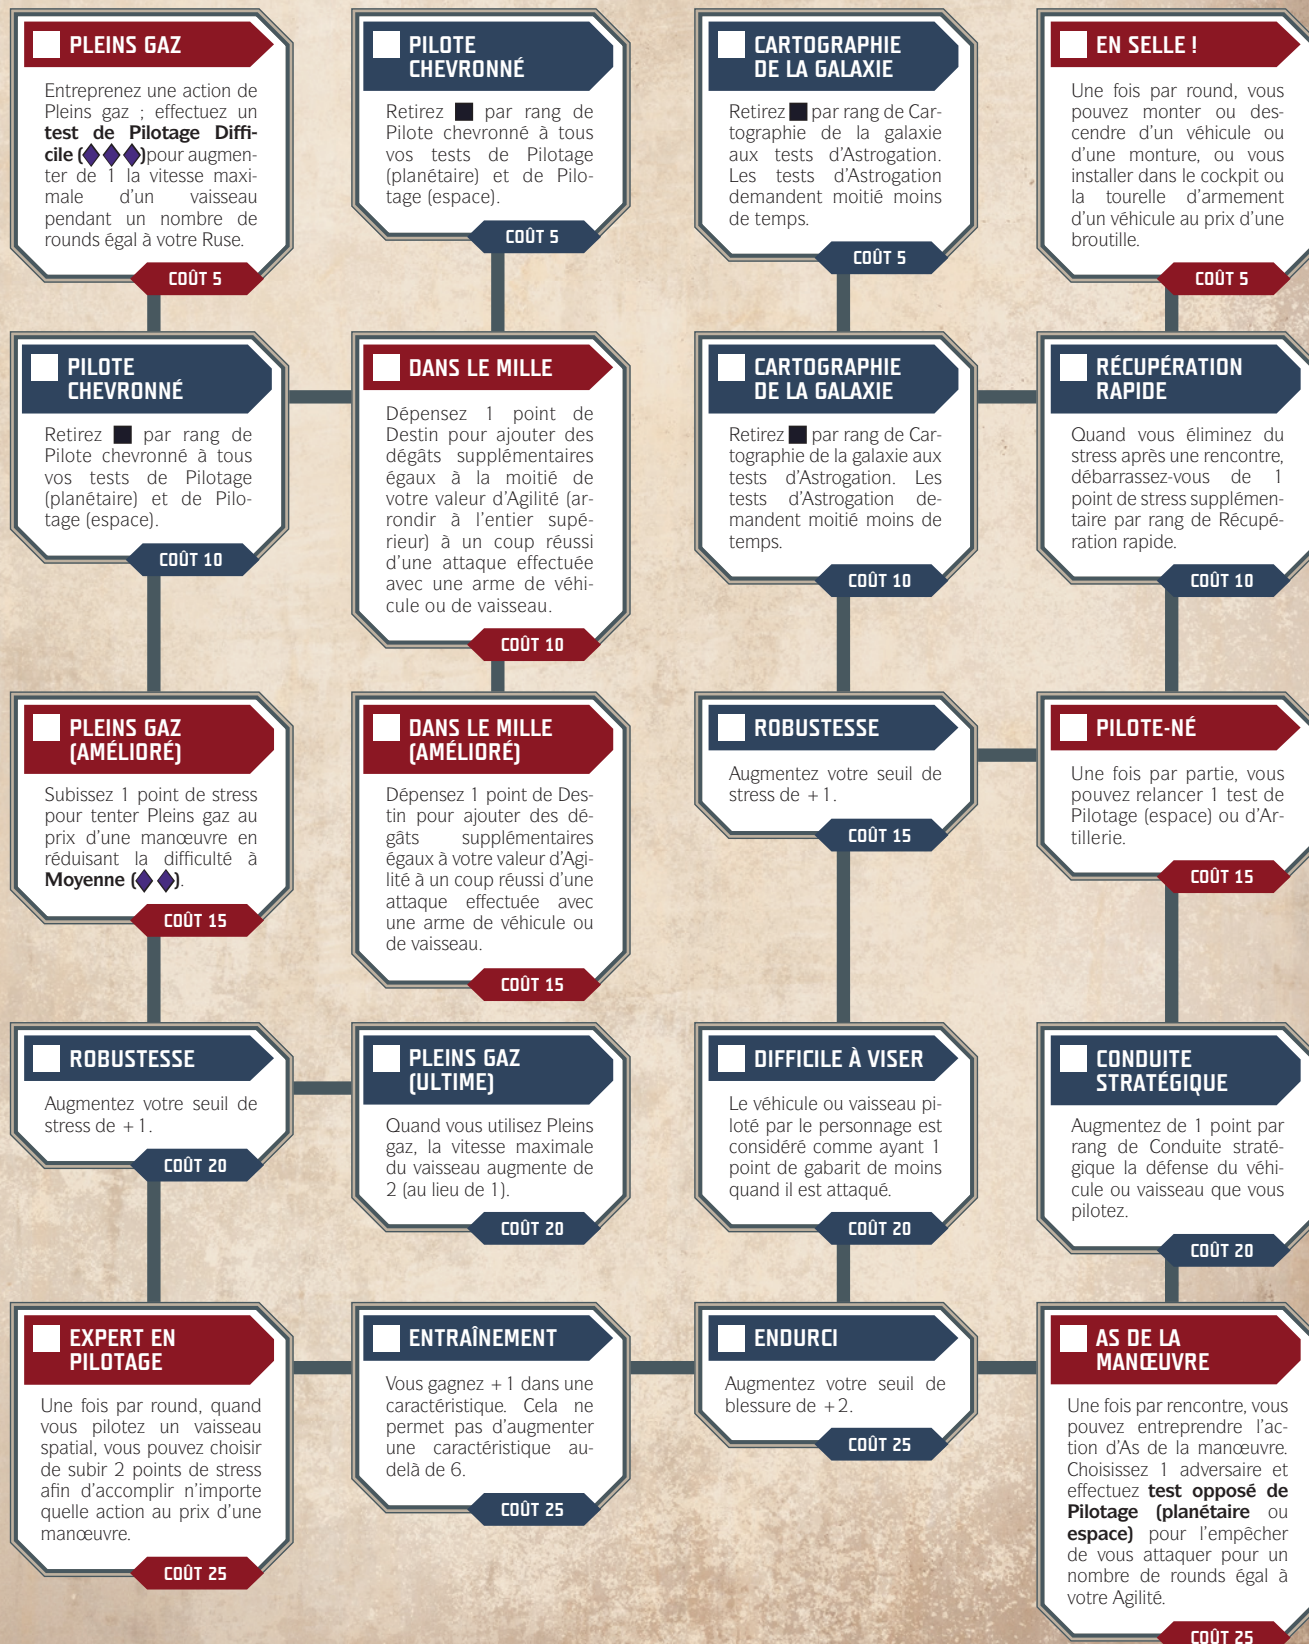 PLEINS GAZ
Entreprenez une action de
Pleins gaz ; effectuez un
test de Pilotage Diffi-
cile (◆◆◆)pour augmen-
ter de 1 la vitesse maxi-
male d'un vaisseau
pendant un nombre de
rounds égal à votre Ruse.
COÛT 5
PILOTE
CHEVRONNÉ
Retirez ■ par rang de
Pilote chevronné à tous
vos tests de Pilotage
(planétaire) et de Pilo-
tage (espace).
COÛT 5
CARTOGRAPHIE
DE LA GALAXIE
Retirez ■ par rang de Car-
tographie de la galaxie
aux tests d'Astrogation.
Les tests d'Astrogation
demandent moitié moins
de temps.
COÛT 5
EN SELLE !
Une fois par round, vous
pouvez monter ou des-
cendre d'un véhicule ou
d'une monture, ou vous
installer dans le cockpit ou
la tourelle d'armement
d'un véhicule au prix d'une
broutille.
COÛT 5
PILOTE
CHEVRONNÉ
Retirez ■ par rang de
Pilote chevronné à tous
vos tests de Pilotage
(planétaire) et de Pilo-
tage (espace).
COÛT 10
DANS LE MILLE
Dépensez 1 point de
Destin pour ajouter des
dégâts supplémentaires
égaux à la moitié de
votre valeur d'Agilité (ar-
rondir à l'entier supé-
rieur) à un coup réussi
d'une attaque effectuée
avec une arme de véhi-
cule ou de vaisseau.
COÛT 10
CARTOGRAPHIE
DE LA GALAXIE
Retirez ■ par rang de Car-
tographie de la galaxie aux
tests d'Astrogation. Les
tests d'Astrogation de-
mandent moitié moins de
temps.
COÛT 10
RÉCUPÉRATION
RAPIDE
Quand vous éliminez du
stress après une rencontre,
débarrassez-vous de 1
point de stress supplémen-
taire par rang de Récupé-
ration rapide.
COÛT 10
PLEINS GAZ
(AMÉLIORÉ)
Subissez 1 point de stress
pour tenter Pleins gaz au
prix d'une manœuvre en
réduisant la difficulté à
Moyenne (◆◆).
COÛT 15
DANS LE MILLE
(AMÉLIORÉ)
Dépensez 1 point de Des-
tin pour ajouter des dé-
gâts supplémentaires
égaux à votre valeur d'Agi-
lité à un coup réussi d'une
attaque effectuée avec
une arme de véhicule ou
de vaisseau.
COÛT 15
ROBUSTESSE
Augmentez votre seuil de
stress de +1.
COÛT 15
PILOTE-NÉ
Une fois par partie, vous
pouvez relancer 1 test de
Pilotage (espace) ou d'Ar-
tillerie.
COÛT 15
ROBUSTESSE
Augmentez votre seuil de
stress de +1.
COÛT 20
PLEINS GAZ
(ULTIME)
Quand vous utilisez Pleins
gaz, la vitesse maximale
du vaisseau augmente de
2 (au lieu de 1).
COÛT 20
DIFFICILE À VISER
Le véhicule ou vaisseau pi-
loté par le personnage est
considéré comme ayant 1
point de gabarit de moins
quand il est attaqué.
COÛT 20
CONDUITE
STRATÉGIQUE
Augmentez de 1 point par
rang de Conduite straté-
gique la défense du véhi-
cule ou vaisseau que vous
pilotez.
COÛT 20
EXPERT EN
PILOTAGE
Une fois par round, quand
vous pilotez un vaisseau
spatial, vous pouvez choisir
de subir 2 points de stress
afin d'accomplir n'importe
quelle action au prix d'une
manœuvre.
COÛT 25
ENTRAÎNEMENT
Vous gagnez +1 dans une
caractéristique. Cela ne
permet pas d'augmenter
une caractéristique au-
delà de 6.
COÛT 25
ENDURCI
Augmentez votre seuil de
blessure de +2.
COÛT 25
AS DE LA
MANŒUVRE
Une fois par rencontre, vous
pouvez entreprendre l'ac-
tion d'As de la manœuvre.
Choisissez 1 adversaire et
effectuez test opposé de
Pilotage (planétaire ou
espace) pour l'empêcher
de vous attaquer pour un
nombre de rounds égal à
votre Agilité.
COÛT 25